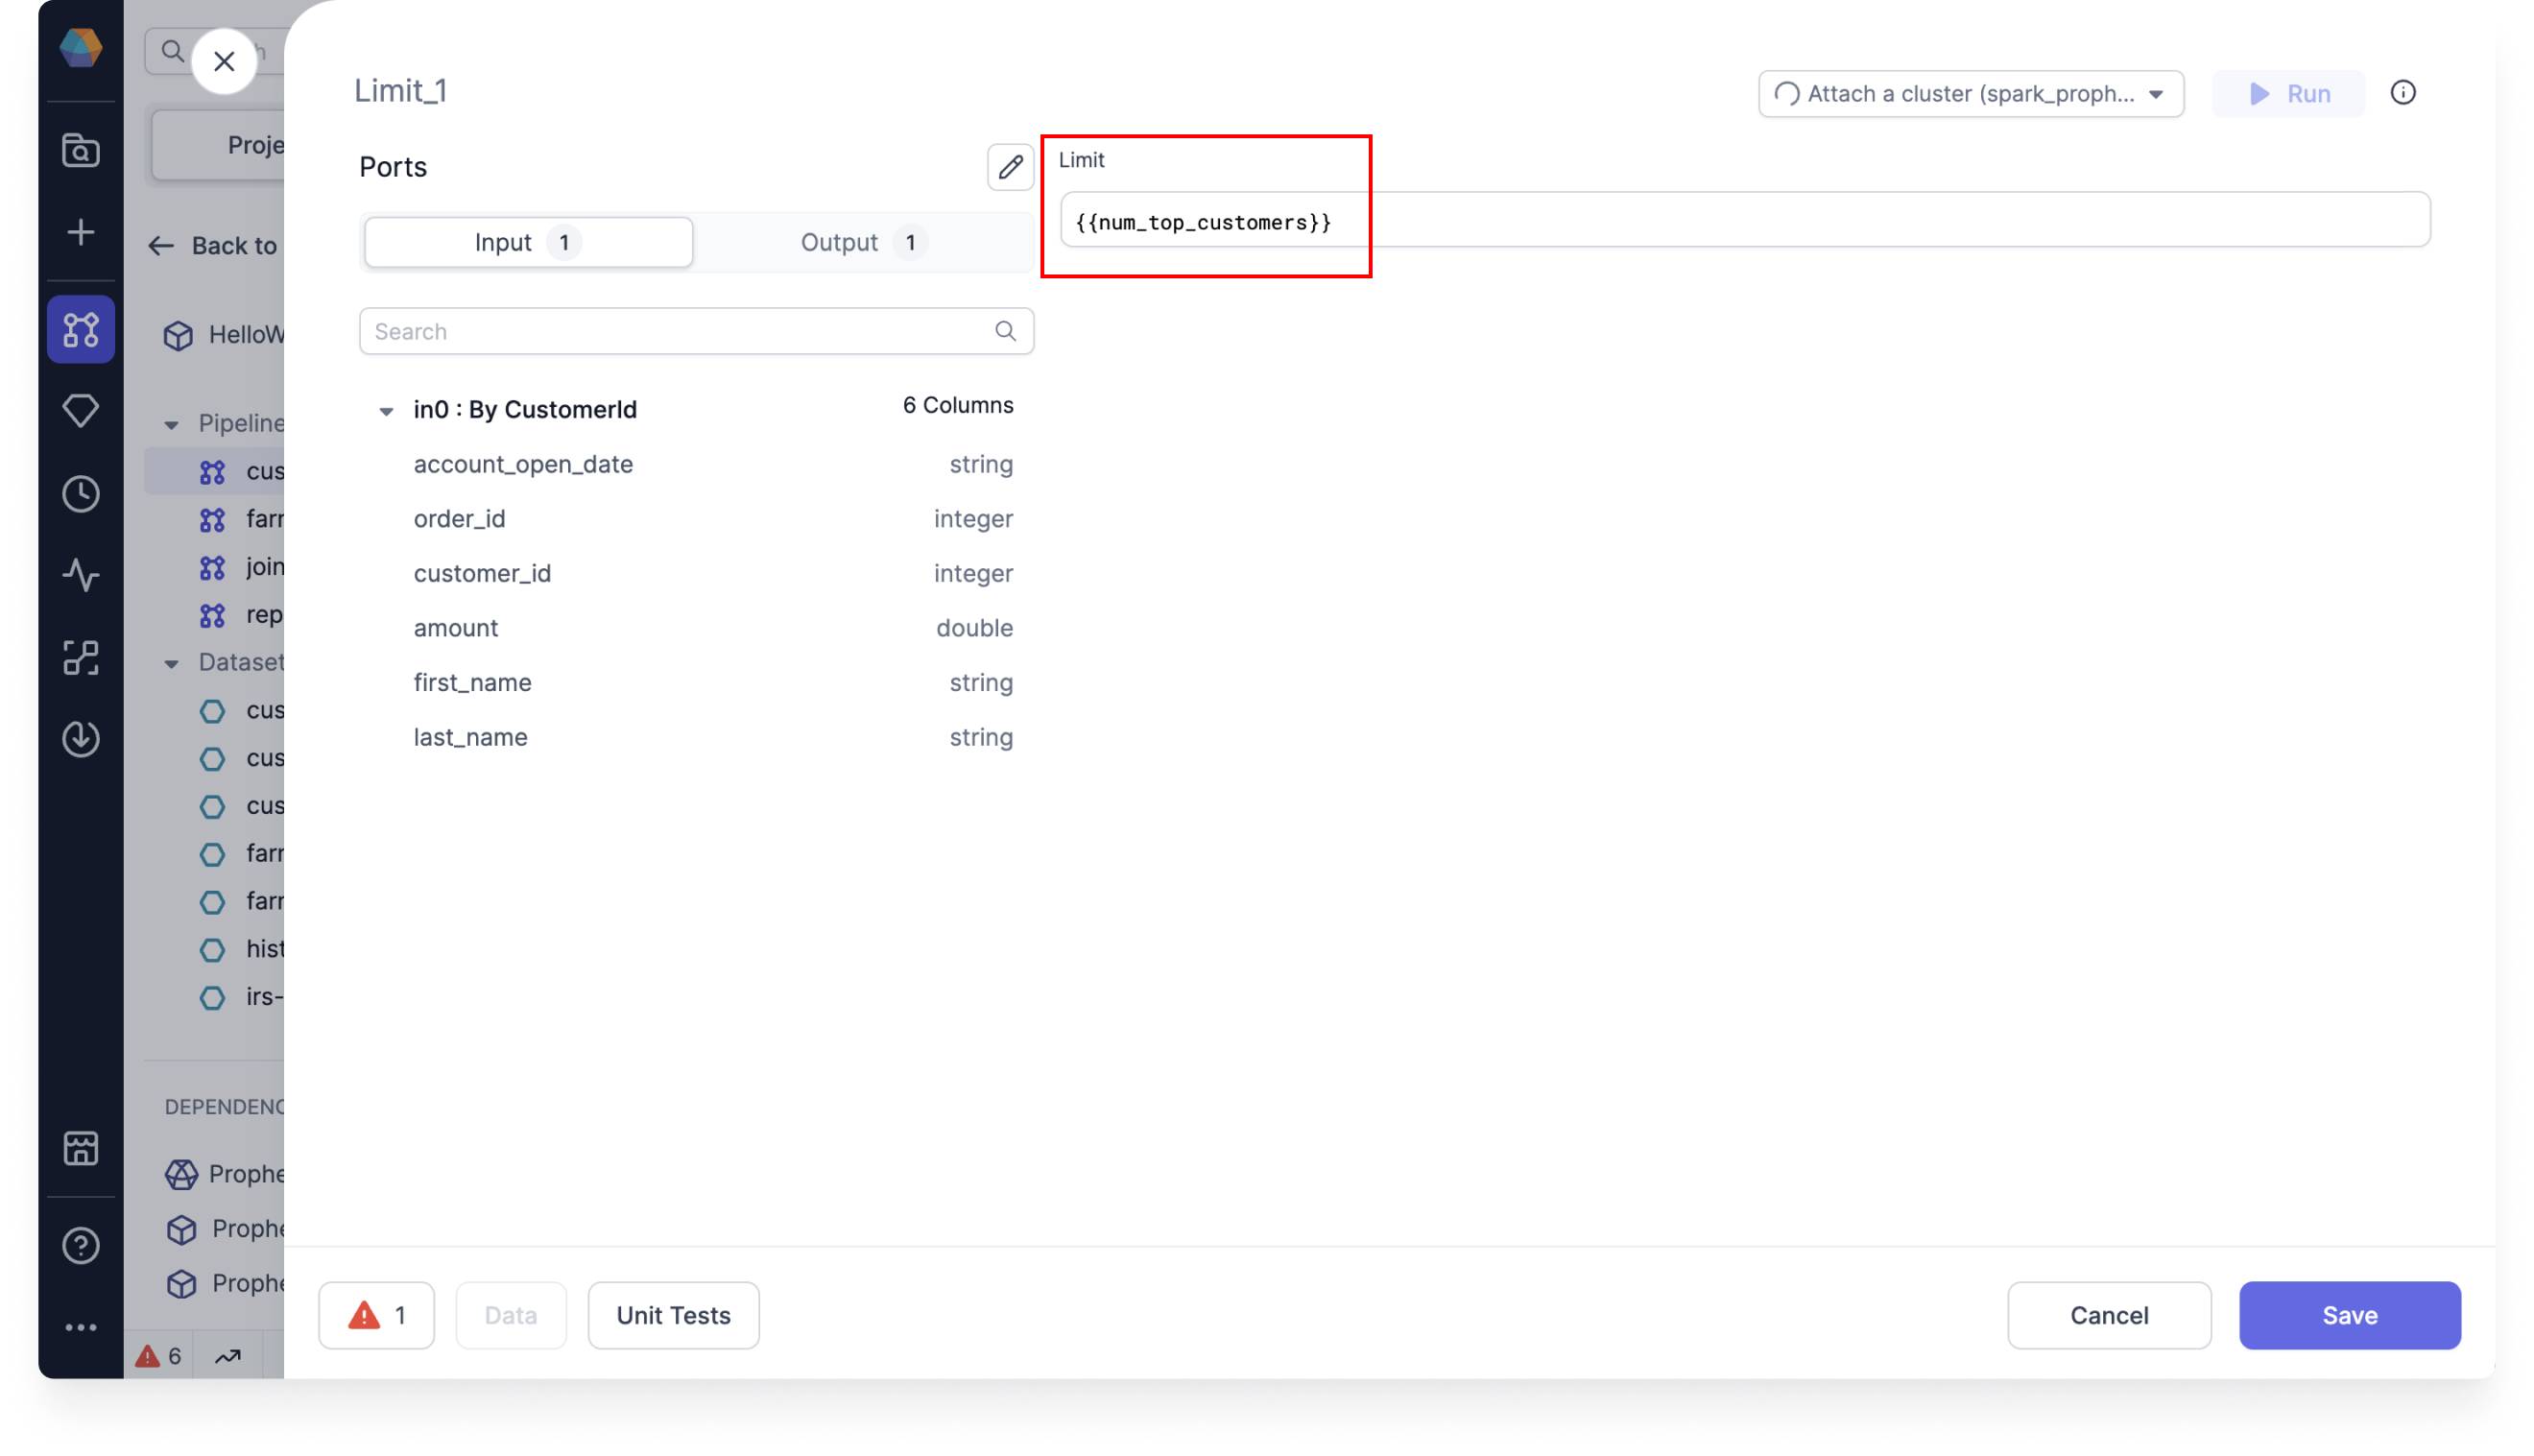 Limit_1
Attach a cluster (spark_proph...
Run
Proje
Back to
HelloW
Pipeline
cus
farr
join
rep
Dataset
cus
cus
cus
farr
farr
hist
irs-
DEPENDENC
Prophe
Prophe
Prophe
6
Ports
Input 1
Output 1
Search
in0 : By CustomerId 6 Columns
account_open_date string
order_id integer
customer_id integer
amount double
first_name string
last_name string
Limit
{{num_top_customers}}
1
Data
Unit Tests
Cancel
Save